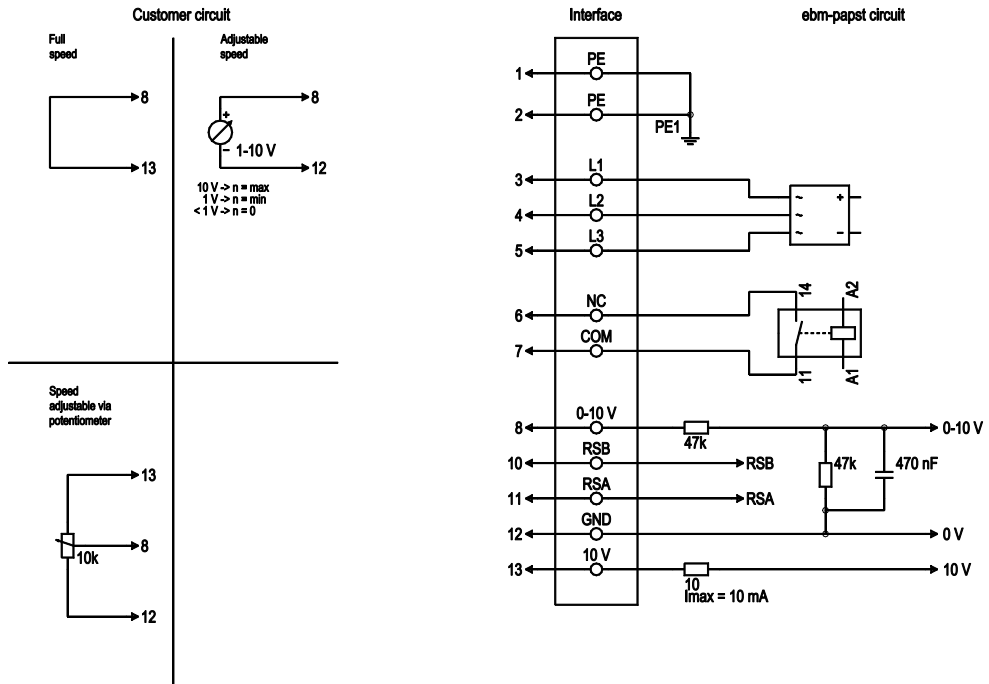 Customer circuit
Interface
ebm-papst circuit
Full
speed
Adjustable
speed
8
13
8
+
-
1-10 V
12
10 V -> n = max
1 V -> n = min
< 1 V -> n = 0
Speed
adjustable via
potentiometer
13
10k
8
12
1
PE
2
PE
PE1
3
L1
4
L2
5
L3
~
~
~
+
-
6
NC
7
COM
14
A2
11
A1
8
0-10 V
47k
0-10 V
10
RSB
RSB
47k
470 nF
11
RSA
RSA
12
GND
0 V
13
10 V
10
10 V
Imax = 10 mA